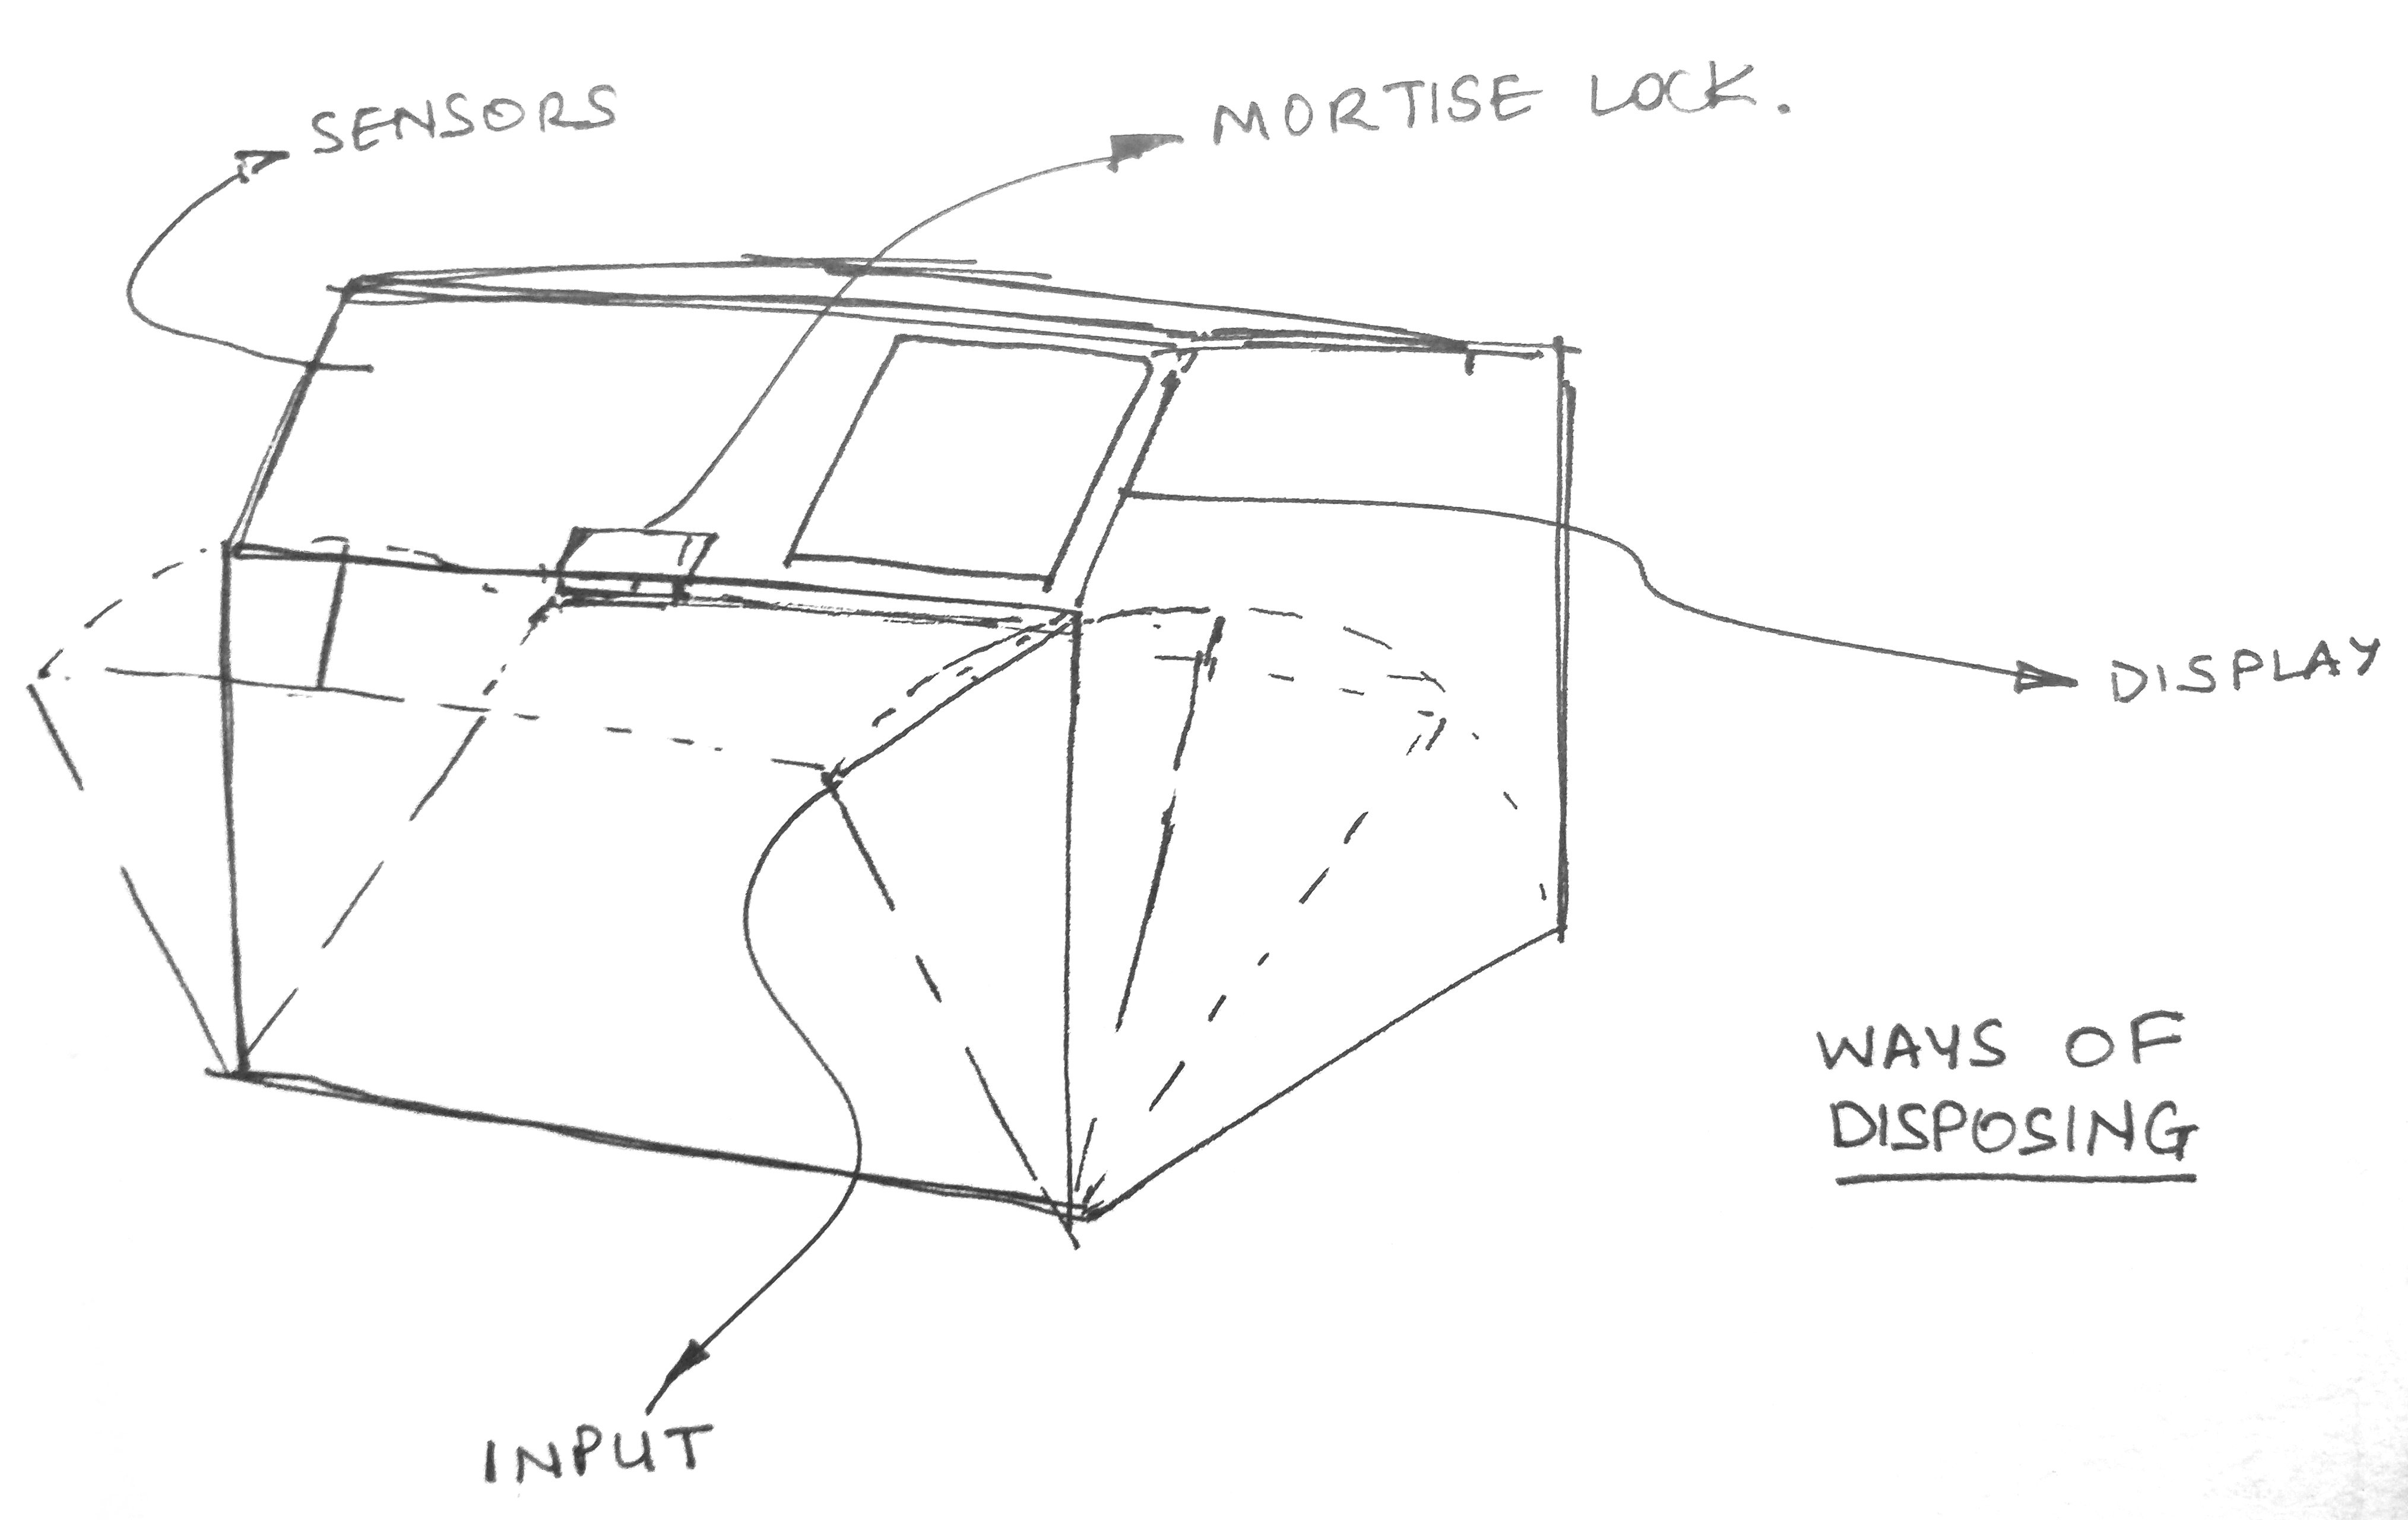 SENSORS
MORTISE LOCK.
DISPLAY
WAYS OF
DISPOSING
INPUT